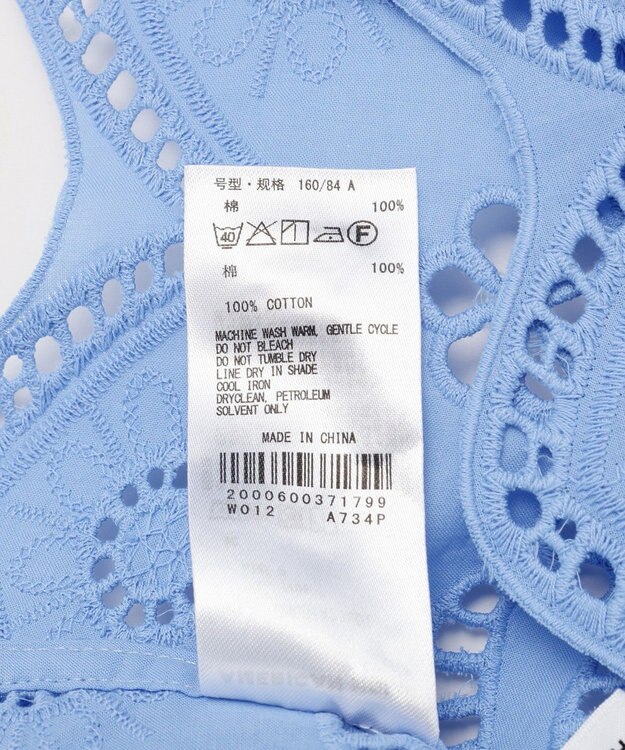 号型・规格 160/84 A
棉 100%
40 F
棉 100%
100% COTTON
MACHINE WASH WARM, GENTLE CYCLE
DO NOT BLEACH
DO NOT TUMBLE DRY
LINE DRY IN SHADE
COOL IRON
DRYCLEAN, PETROLEUM
SOLVENT ONLY
MADE IN CHINA
2000600371799
W012 A734P